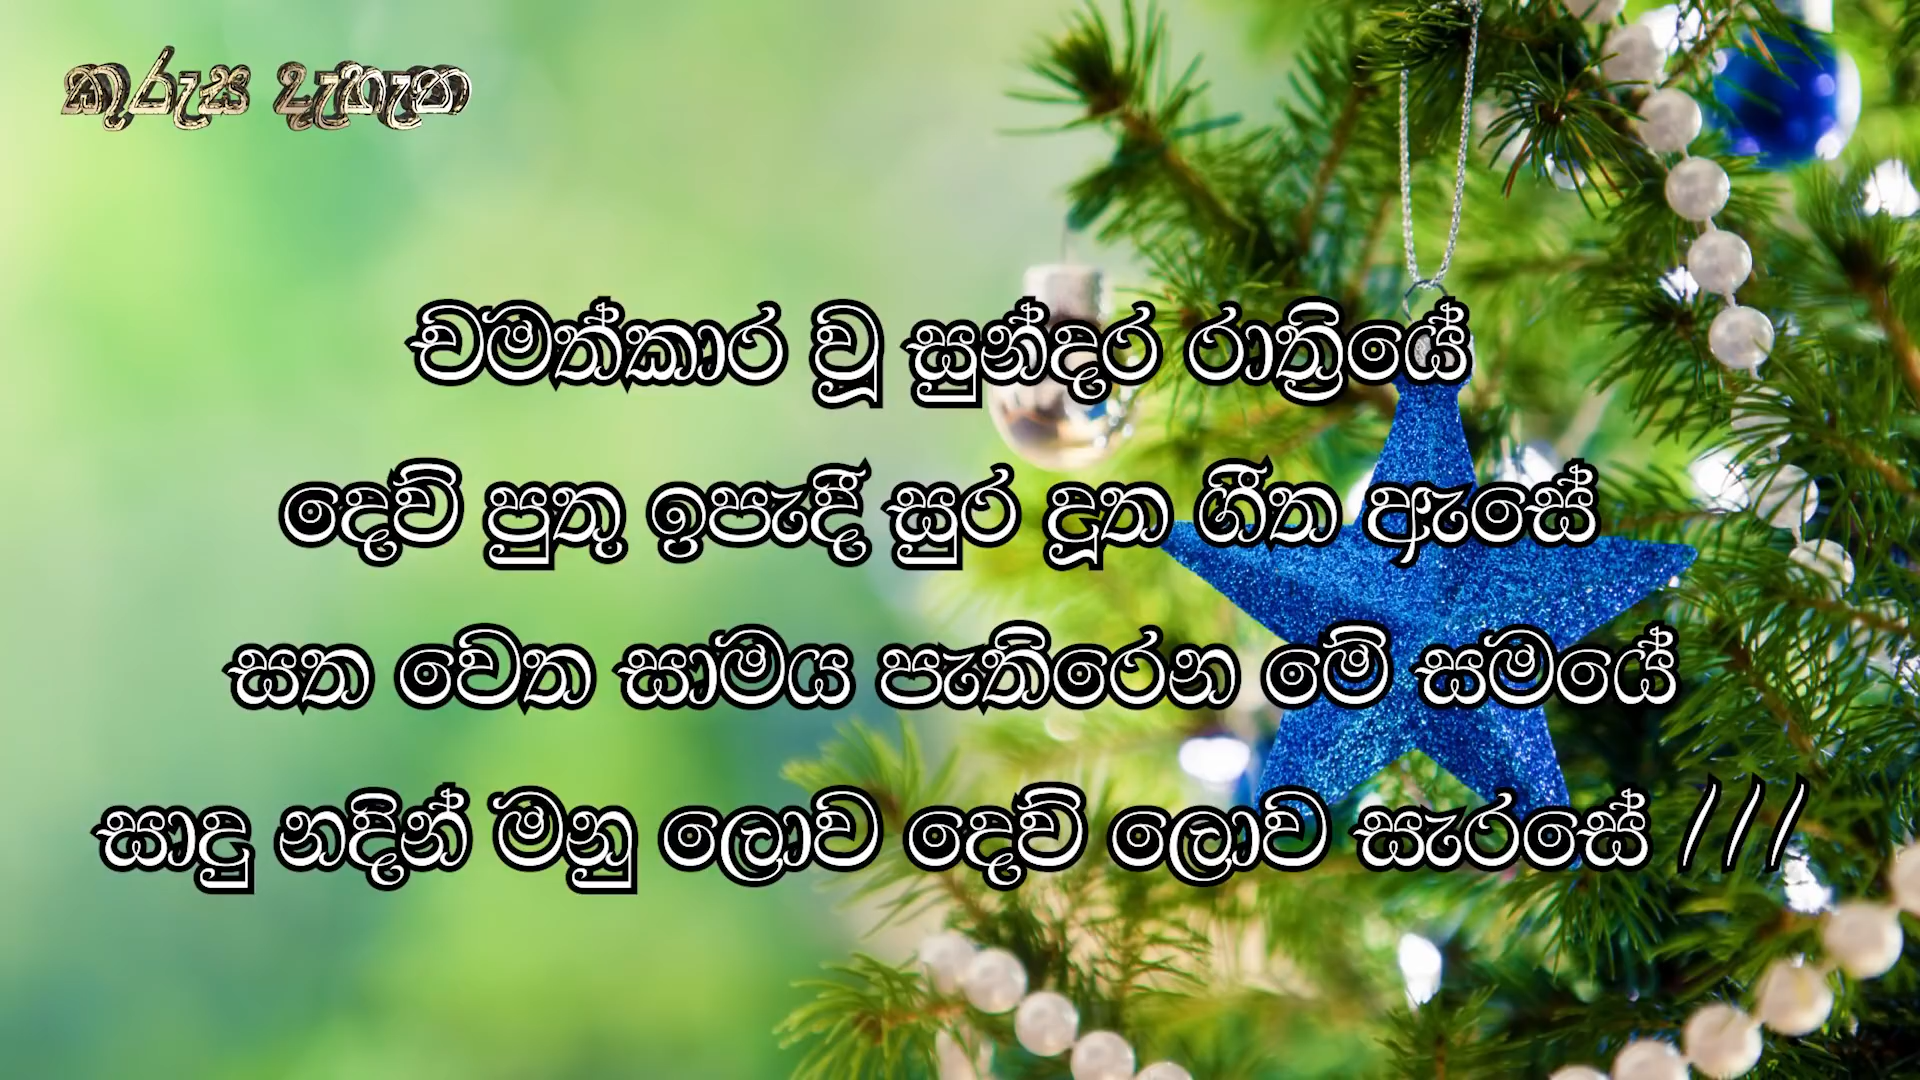 කුරුස දැහැන
චමත්කාර වූ සුන්දර රාත්‍රියේ
දෙව් පුතු ඉපැදී සුර දූත ගීත ඇසේ
සත වෙත සාමය පැතිරෙන මේ සමයේ
සාදු නදින් මනු ලොව දෙව් ලොව සැරසේ ///